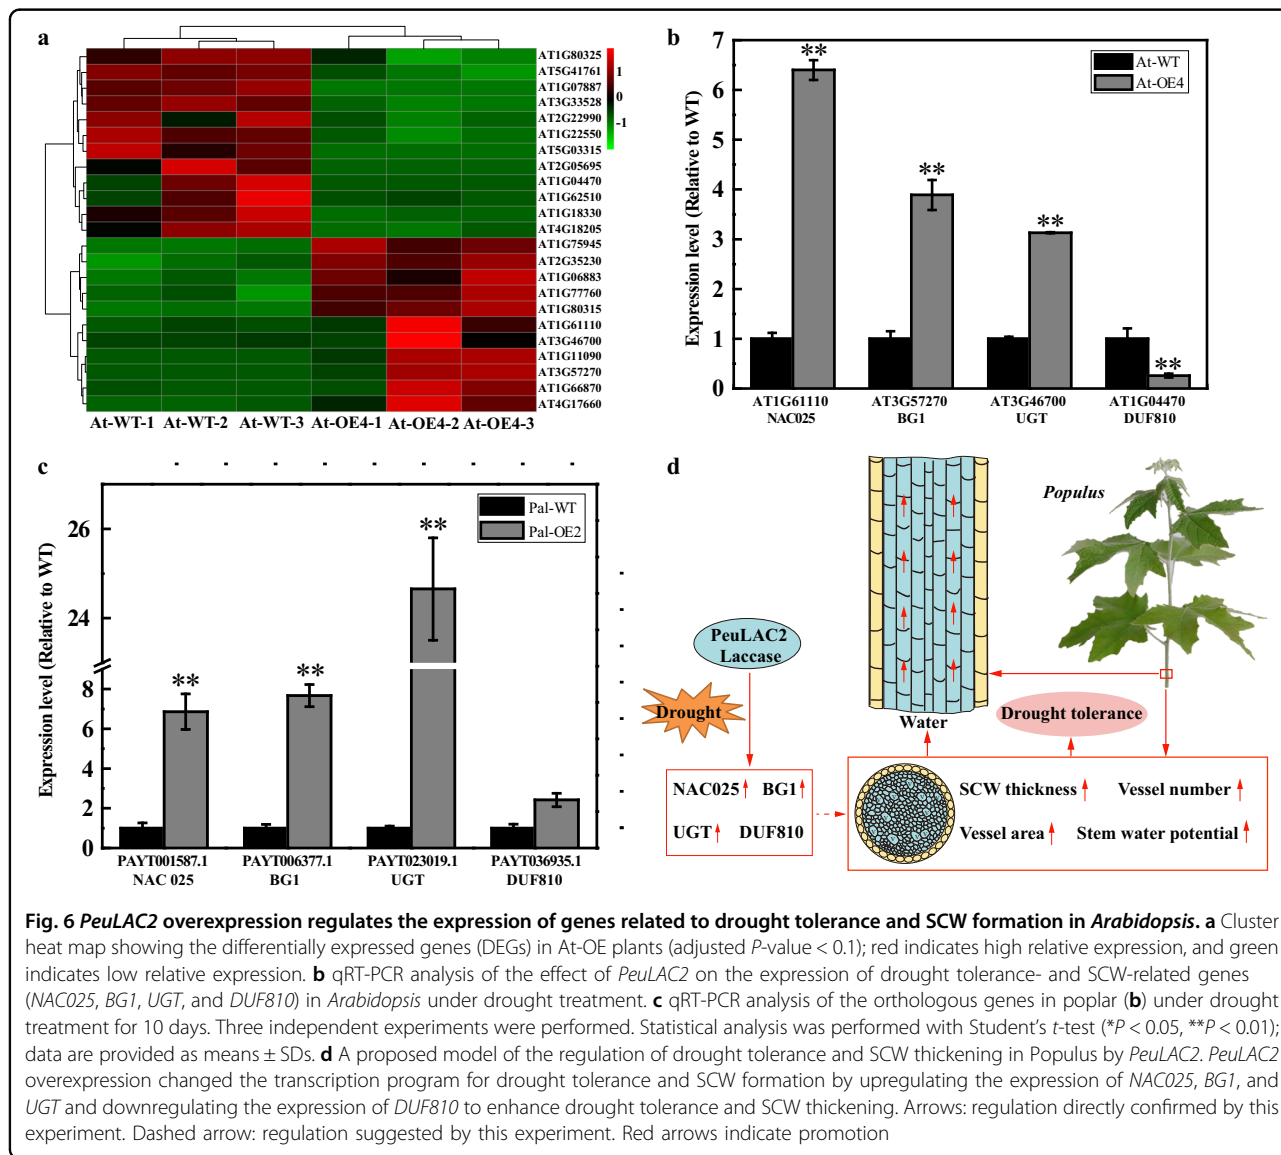 a
AT1G80325
AT5G41761
AT1G07887
AT3G33528
AT2G22990
AT1G22550
AT5G03315
AT2G05695
AT1G04470
AT1G62510
AT1G18330
AT4G18205
AT1G75945
AT2G35230
AT1G06883
AT1G77760
AT1G80315
AT1G61110
AT3G46700
AT1G11090
AT3G57270
AT1G66870
AT4G17660
1
0
-1
At-WT-1 At-WT-2 At-WT-3 At-OE4-1 At-OE4-2 At-OE4-3
b
Expression level (Relative to WT)
7
6
5
4
3
2
1
0
At-WT
At-OE4
**
**
**
**
AT1G61110 AT3G57270 AT3G46700 AT1G04470
NAC025 BG1 UGT DUF810
c
Expression level (Relative to WT)
26
24
8
6
4
2
0
Pal-WT
Pal-OE2
**
**
**
PAYT001587.1 PAYT006377.1 PAYT023019.1 PAYT036935.1
NAC 025 BG1 UGT DUF810
d
Populus
PeuLAC2
Laccase
Drought
Water
Drought tolerance
NAC025 BG1
UGT DUF810
SCW thickness Vessel number
Vessel area Stem water potential
Fig. 6 PeuLAC2 overexpression regulates the expression of genes related to drought tolerance and SCW formation in Arabidopsis. a Cluster
heat map showing the differentially expressed genes (DEGs) in At-OE plants (adjusted P-value < 0.1); red indicates high relative expression, and green
indicates low relative expression. b qRT-PCR analysis of the effect of PeuLAC2 on the expression of drought tolerance- and SCW-related genes
(NAC025, BG1, UGT, and DUF810) in Arabidopsis under drought treatment. c qRT-PCR analysis of the orthologous genes in poplar (b) under drought
treatment for 10 days. Three independent experiments were performed. Statistical analysis was performed with Student's t-test (*P < 0.05, **P < 0.01);
data are provided as means ± SDs. d A proposed model of the regulation of drought tolerance and SCW thickening in Populus by PeuLAC2. PeuLAC2
overexpression changed the transcription program for drought tolerance and SCW formation by upregulating the expression of NAC025, BG1, and
UGT and downregulating the expression of DUF810 to enhance drought tolerance and SCW thickening. Arrows: regulation directly confirmed by this
experiment. Dashed arrow: regulation suggested by this experiment. Red arrows indicate promotion